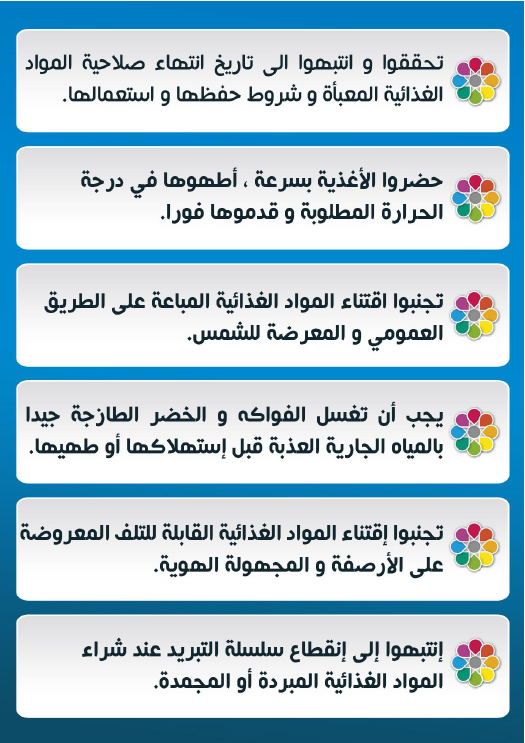 تحققوا و انتبهوا الى تاريخ انتهاء صلاحية المواد
الغذائية المعبأة و شروط حفظها و استعمالها.
حضروا الأغذية بسرعة ، أطهوها في درجة
الحرارة المطلوبة و قدموها فورا.
تجنبوا اقتناء المواد الغذائية المباعة على الطريق
العمومي و المعرضة للشمس.
يجب أن تغسل الفواكه و الخضر الطازجة جيدا
بالمياه الجارية العذبة قبل إستهلاكها أو طهيها.
تجنبوا إقتناء المواد الغذائية القابلة للتلف المعروضة
على الأرصفة و المجهولة الهوية.
إنتبهوا إلى إنقطاع سلسلة التبريد عند شراء
المواد الغذائية المبردة أو المجمدة.